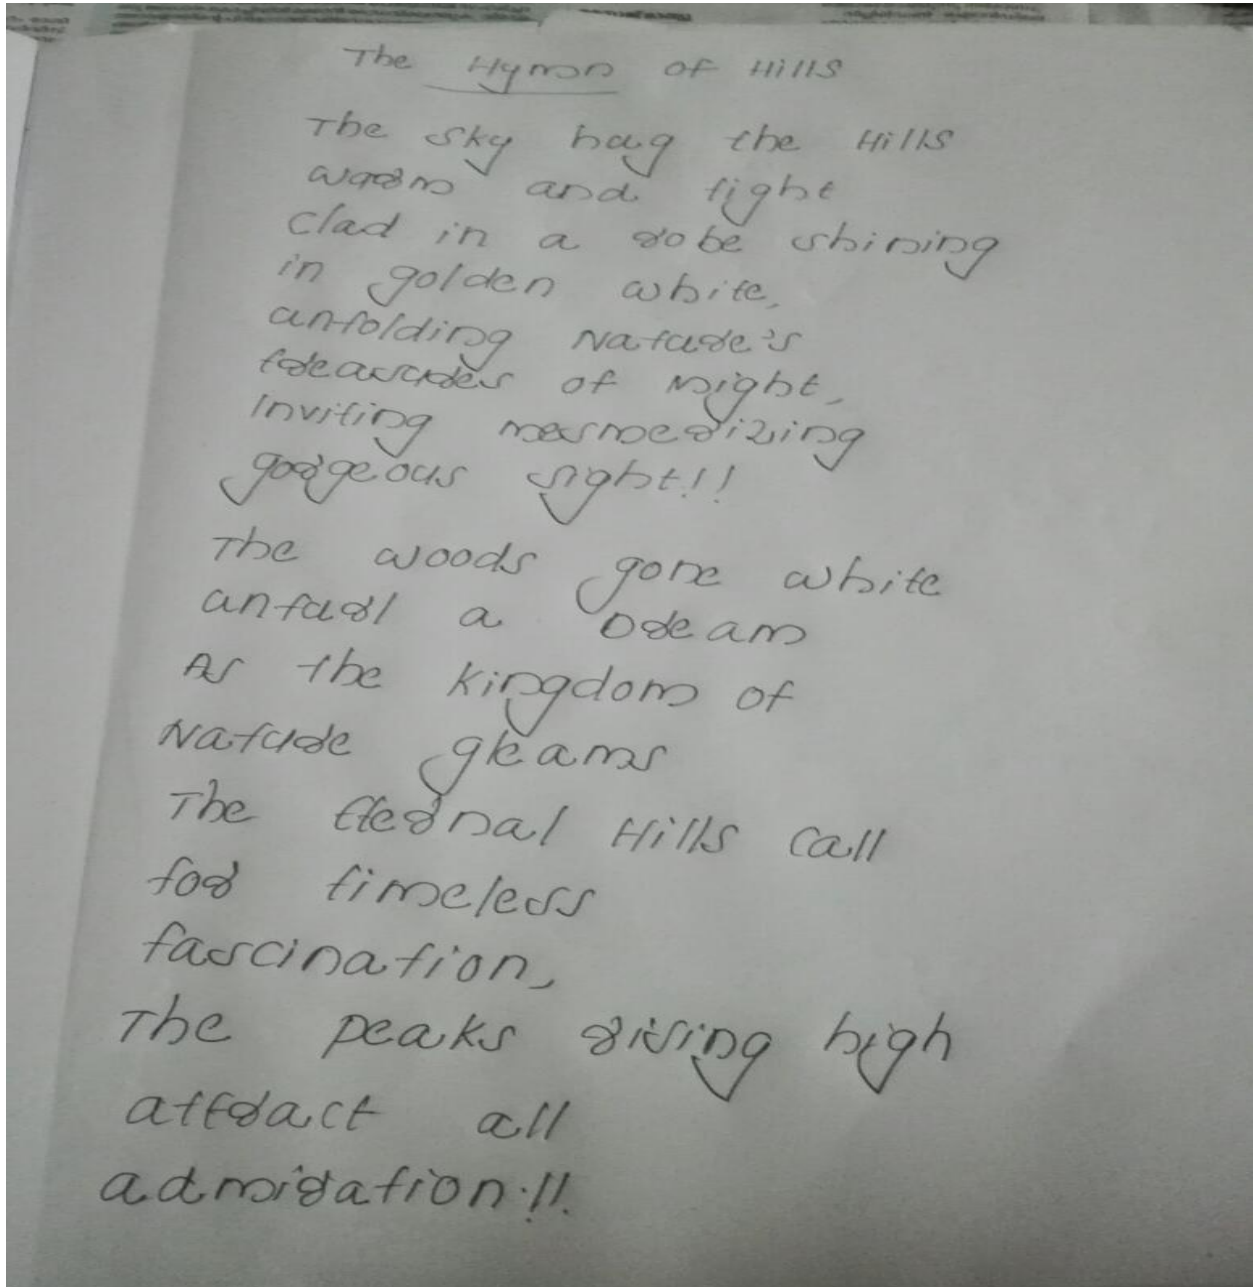 The Hymn of Hills
The sky hug the Hills
warm and tight
Clad in a robe shining
in golden white,
unfolding Nature's
treasures of might,
Inviting mesmerizing
gorgeous sight!!
The woods gone white
unfurl a Dream
As the kingdom of
Nature gleams
The Eternal Hills call
for timeless
fascination,
The peaks rising high
attract all
admiration.!!